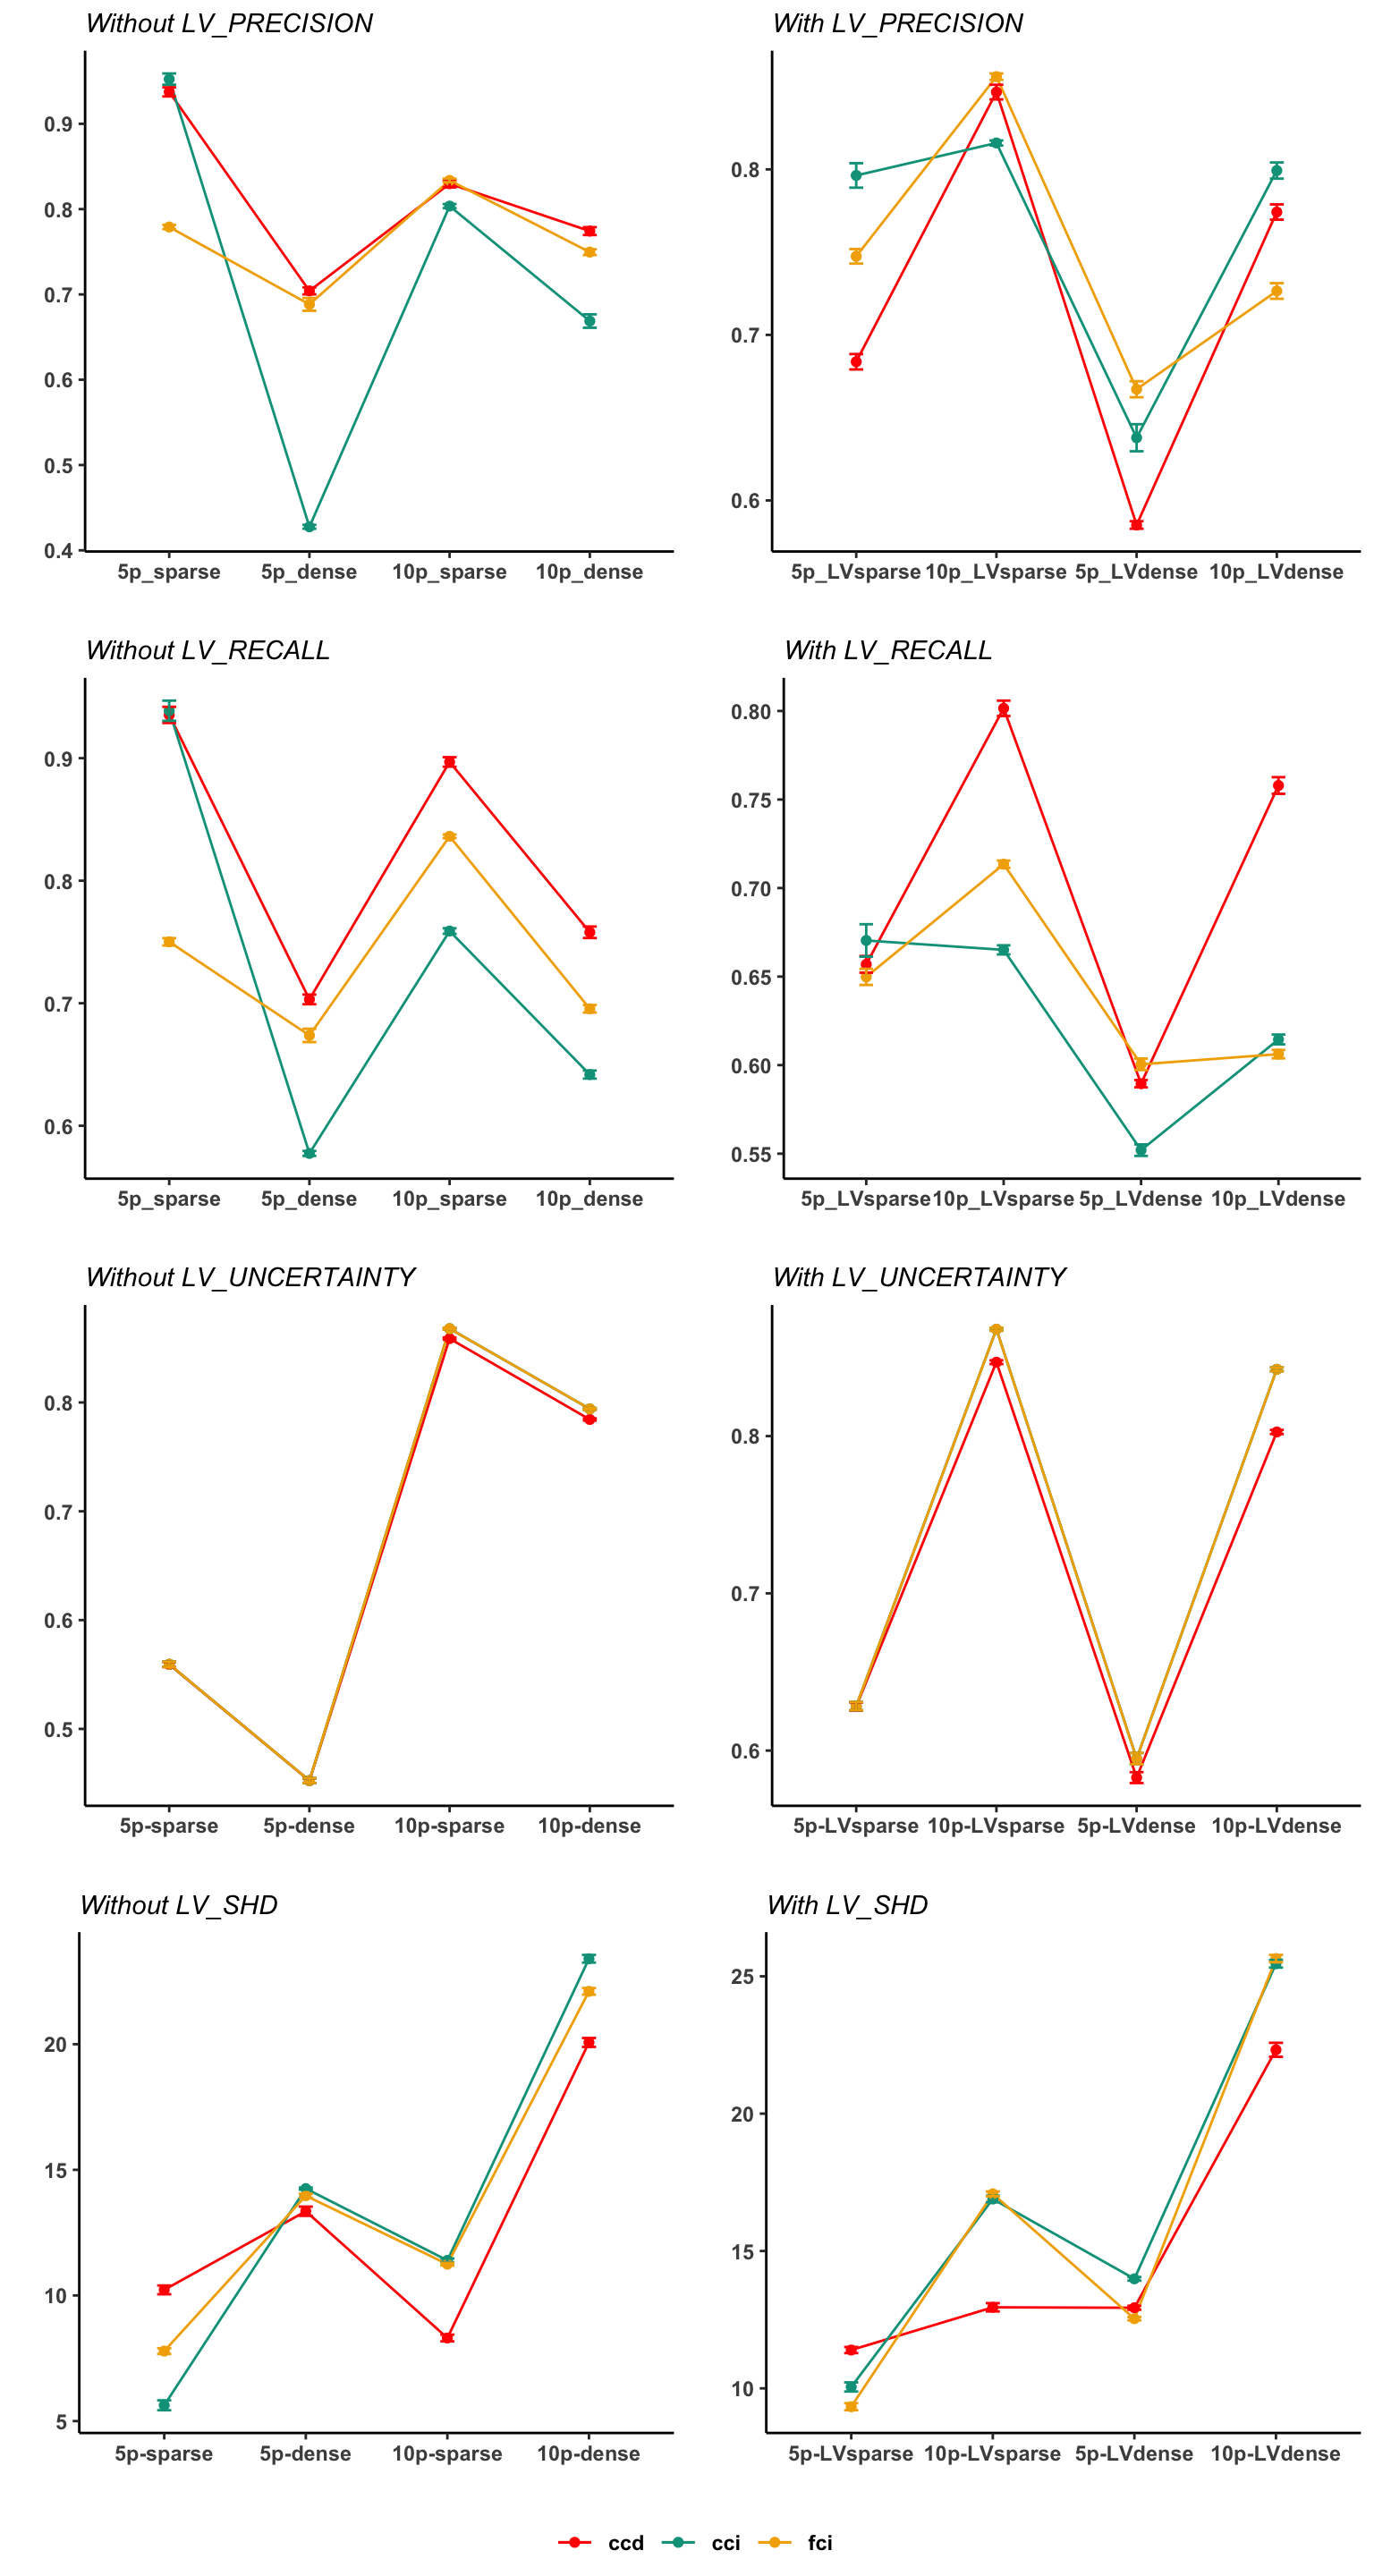 Without LV_PRECISION
0.9
0.8
0.7
0.6
0.5
0.4
5p_sparse 5p_dense 10p_sparse 10p_dense
With LV_PRECISION
0.8
0.7
0.6
5p_LVsparse 10p_LVsparse 5p_LVdense 10p_LVdense
Without LV_RECALL
0.9
0.8
0.7
0.6
5p_sparse 5p_dense 10p_sparse 10p_dense
With LV_RECALL
0.80
0.75
0.70
0.65
0.60
0.55
5p_LVsparse 10p_LVsparse 5p_LVdense 10p_LVdense
Without LV_UNCERTAINTY
0.8
0.7
0.6
0.5
5p-sparse 5p-dense 10p-sparse 10p-dense
With LV_UNCERTAINTY
0.8
0.7
0.6
5p-LVsparse 10p-LVsparse 5p-LVdense 10p-LVdense
Without LV_SHD
20
15
10
5
5p-sparse 5p-dense 10p-sparse 10p-dense
With LV_SHD
25
20
15
10
5p-LVsparse 10p-LVsparse 5p-LVdense 10p-LVdense
ccd cci fci